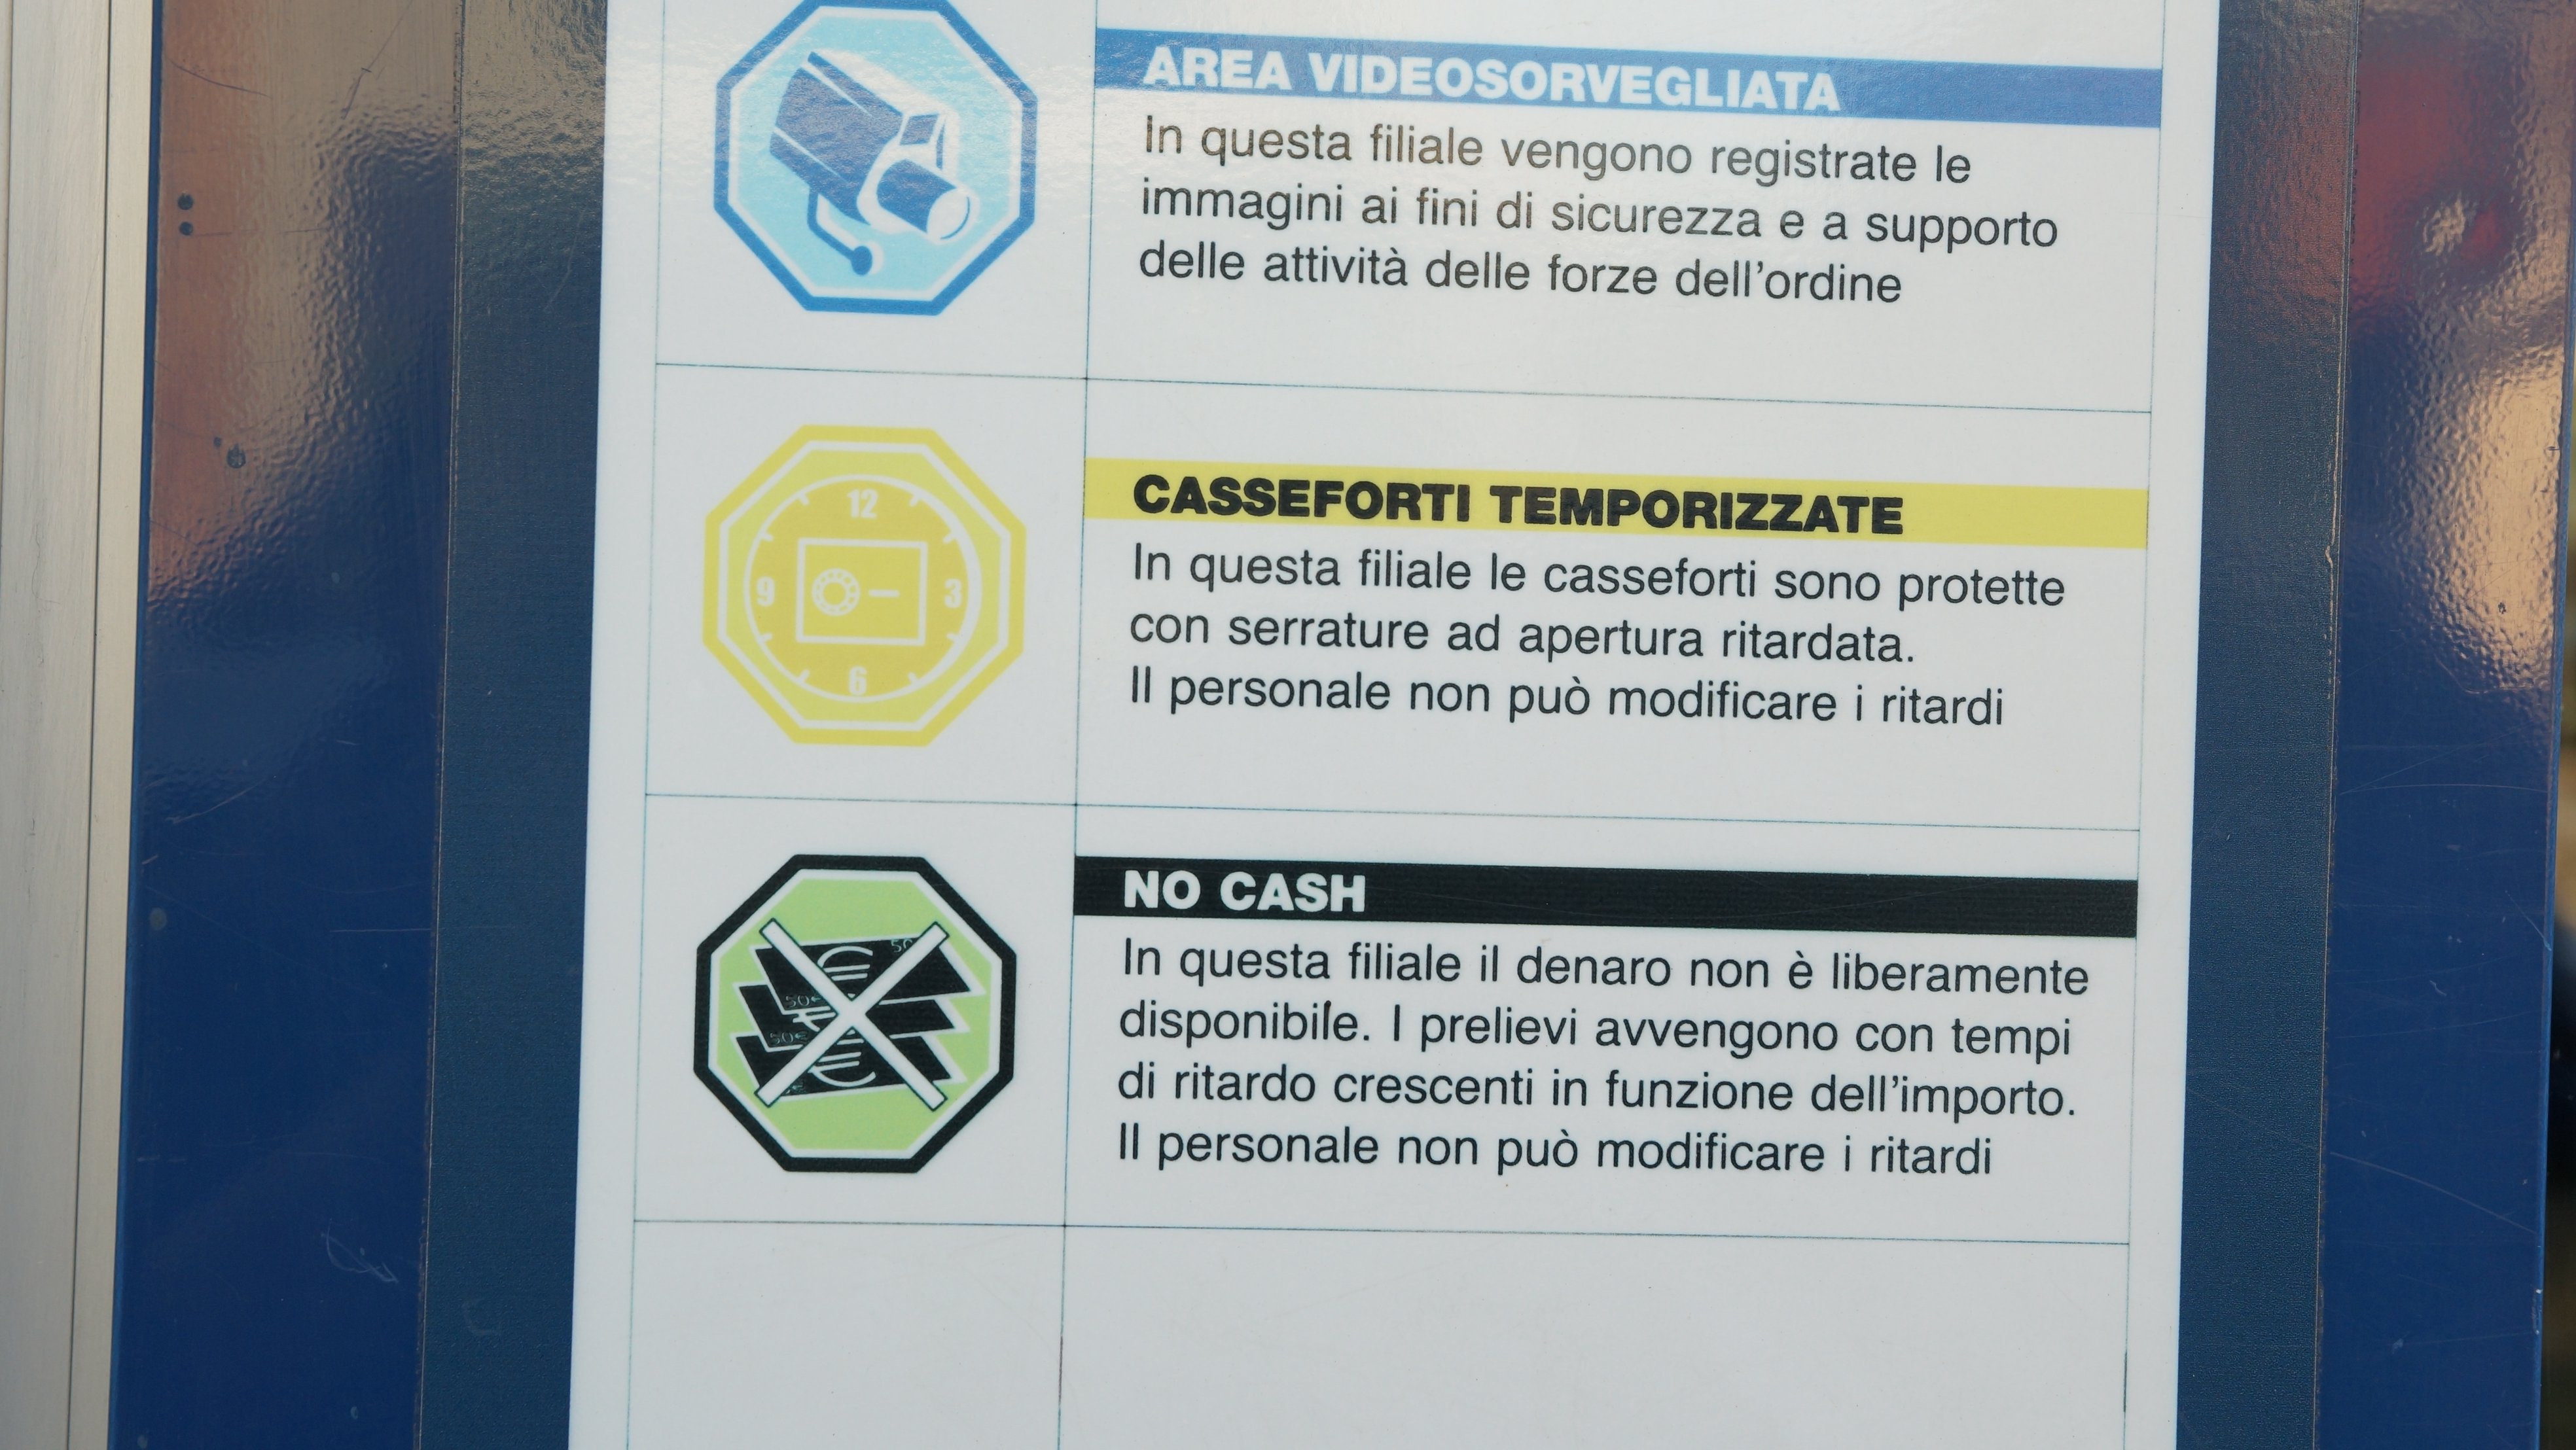 AREA VIDEOSORVEGLIATA
In questa filiale vengono registrate le
immagini ai fini di sicurezza e a supporto
delle attività delle forze dell'ordine
12
9
3
6
CASSEFORTI TEMPORIZZATE
In questa filiale le casseforti sono protette
con serrature ad apertura ritardata.
Il personale non può modificare i ritardi
50
€
50€
50€
€
NO CASH
In questa filiale il denaro non è liberamente
disponibile. I prelievi avvengono con tempi
di ritardo crescenti in funzione dell'importo.
Il personale non può modificare i ritardi